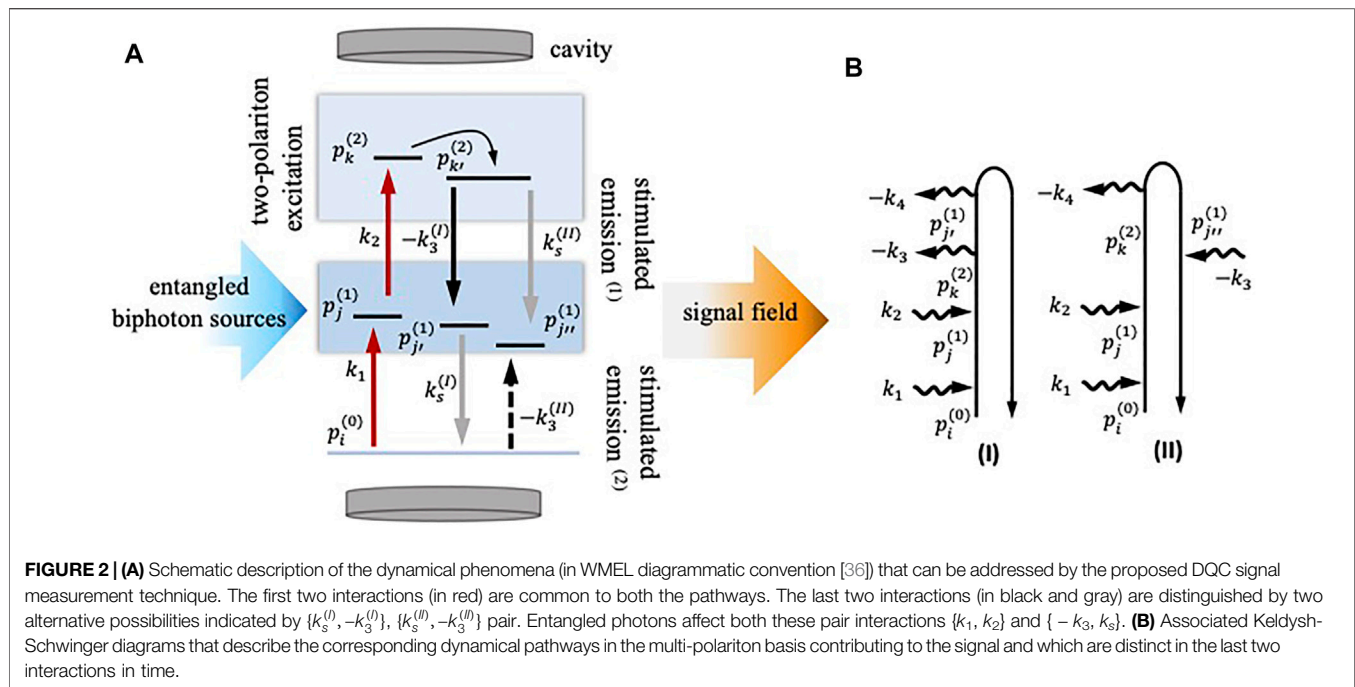 A
cavity
two-polariton
excitation
p_k^(2)
p_k'^(2)
k_2
-k_3^(I)
k_s^(II)
stimulated
emission ^(1)
entangled
biphoton sources
p_j^(1)
p_j'^(1)
p_j''^(1)
signal field
k_1
k_s^(I)
-k_3^(II)
p_i^(0)
stimulated
emission ^(2)
B
-k_4
p_j'^(1)
-k_3
p_k^(2)
k_2
p_j^(1)
k_1
p_i^(0)
(I)
-k_4
p_k^(2)
p_j''^(1)
-k_3
k_2
p_j^(1)
k_1
p_i^(0)
(II)
FIGURE 2 | (A) Schematic description of the dynamical phenomena (in WMEL diagrammatic convention [36]) that can be addressed by the proposed DQC signal
measurement technique. The first two interactions (in red) are common to both the pathways. The last two interactions (in black and gray) are distinguished by two
alternative possibilities indicated by {k_s^(I), −k_3^(I)}, {k_s^(II), −k_3^(II)} pair. Entangled photons affect both these pair interactions {k_1, k_2} and { − k_3, k_s}. (B) Associated Keldysh-
Schwinger diagrams that describe the corresponding dynamical pathways in the multi-polariton basis contributing to the signal and which are distinct in the last two
interactions in time.